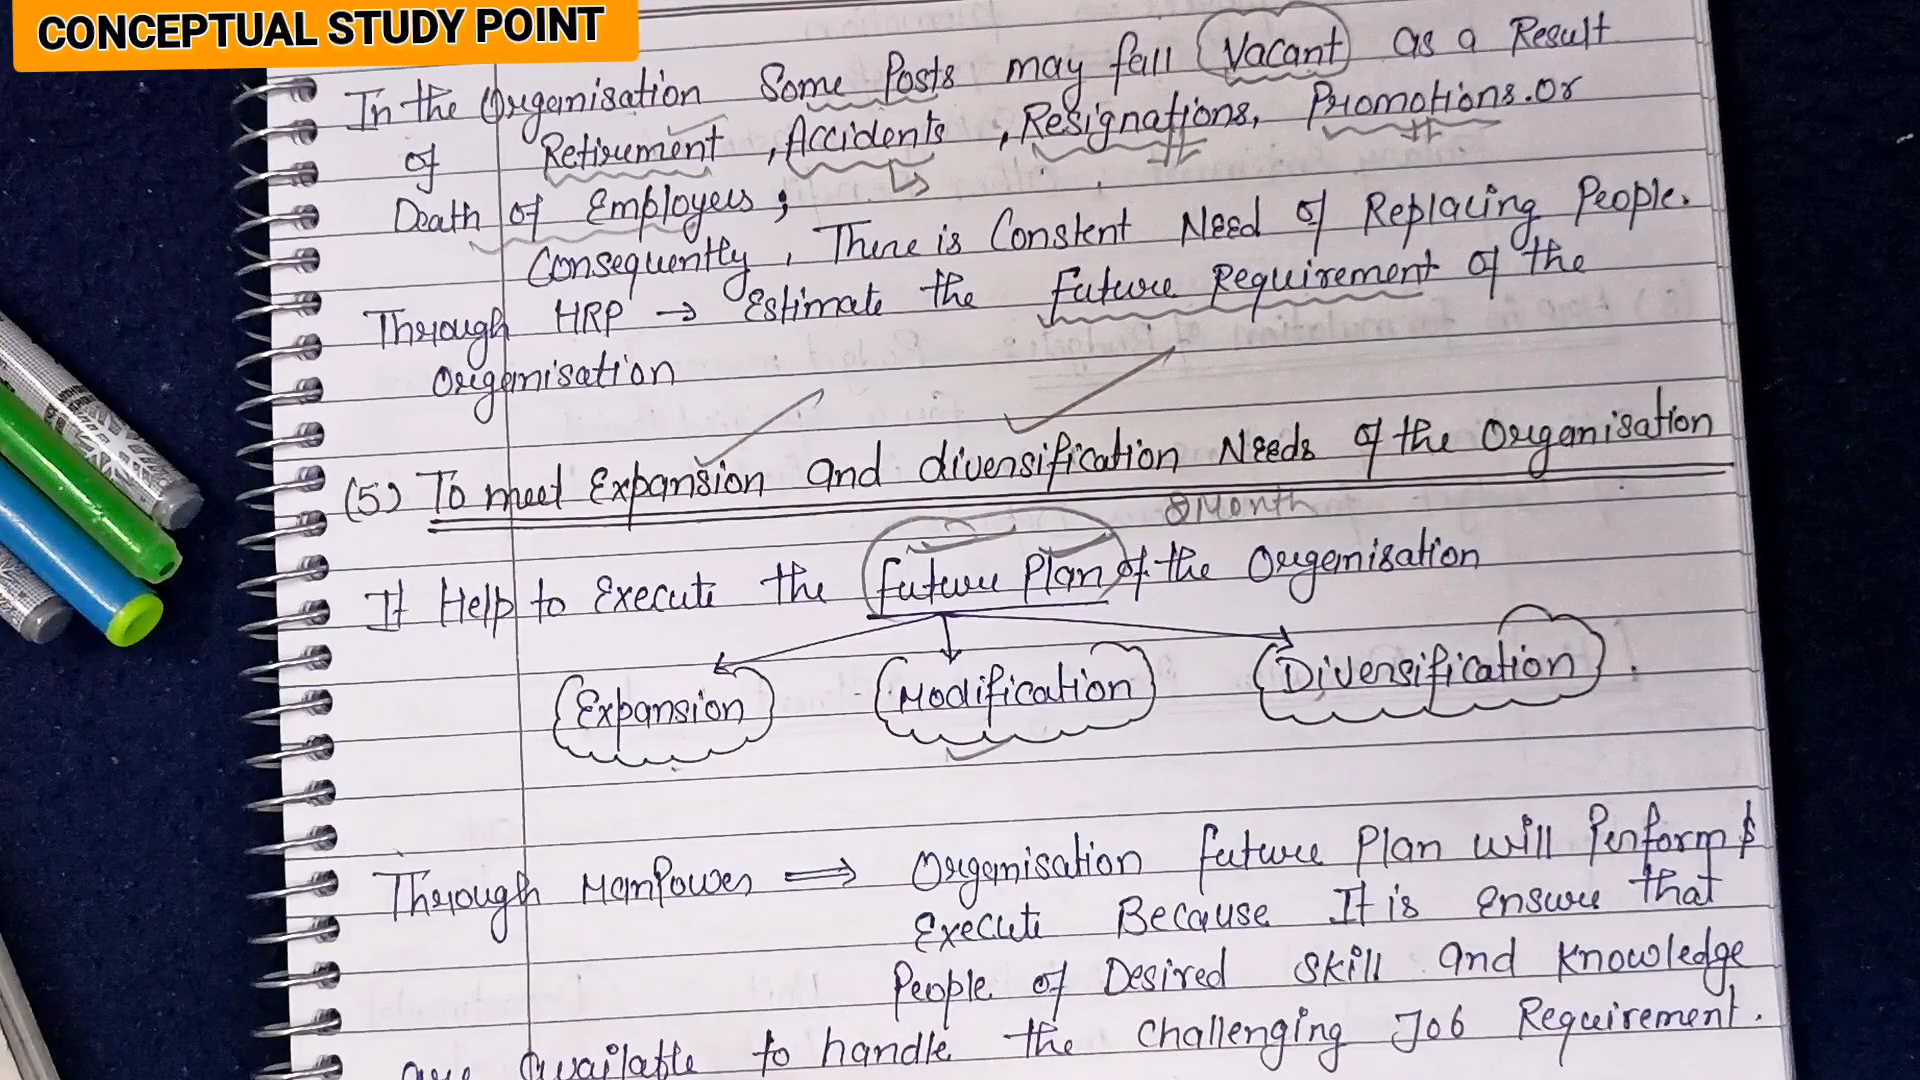 CONCEPTUAL STUDY POINT
In the Organisation Some Posts may fall Vacant as a Result
of Retirement, Accidents, Resignations, Promotions. or
Death of Employees;
Consequently, There is Constent Need of Replacing People.
Through HRP → Estimate the future Requirement of the
Organisation
(5) To meet Expansion and diversification Needs of the Organisation
8 Month
It Help to Execute the future Plan of the Organisation
Expansion Modification Diversification
Through ManPower ⇒ Organisation future Plan will Perform &
Execute Because It is ensure that
People of Desired Skill and Knowledge
are available to handle the challenging Job Requirement.